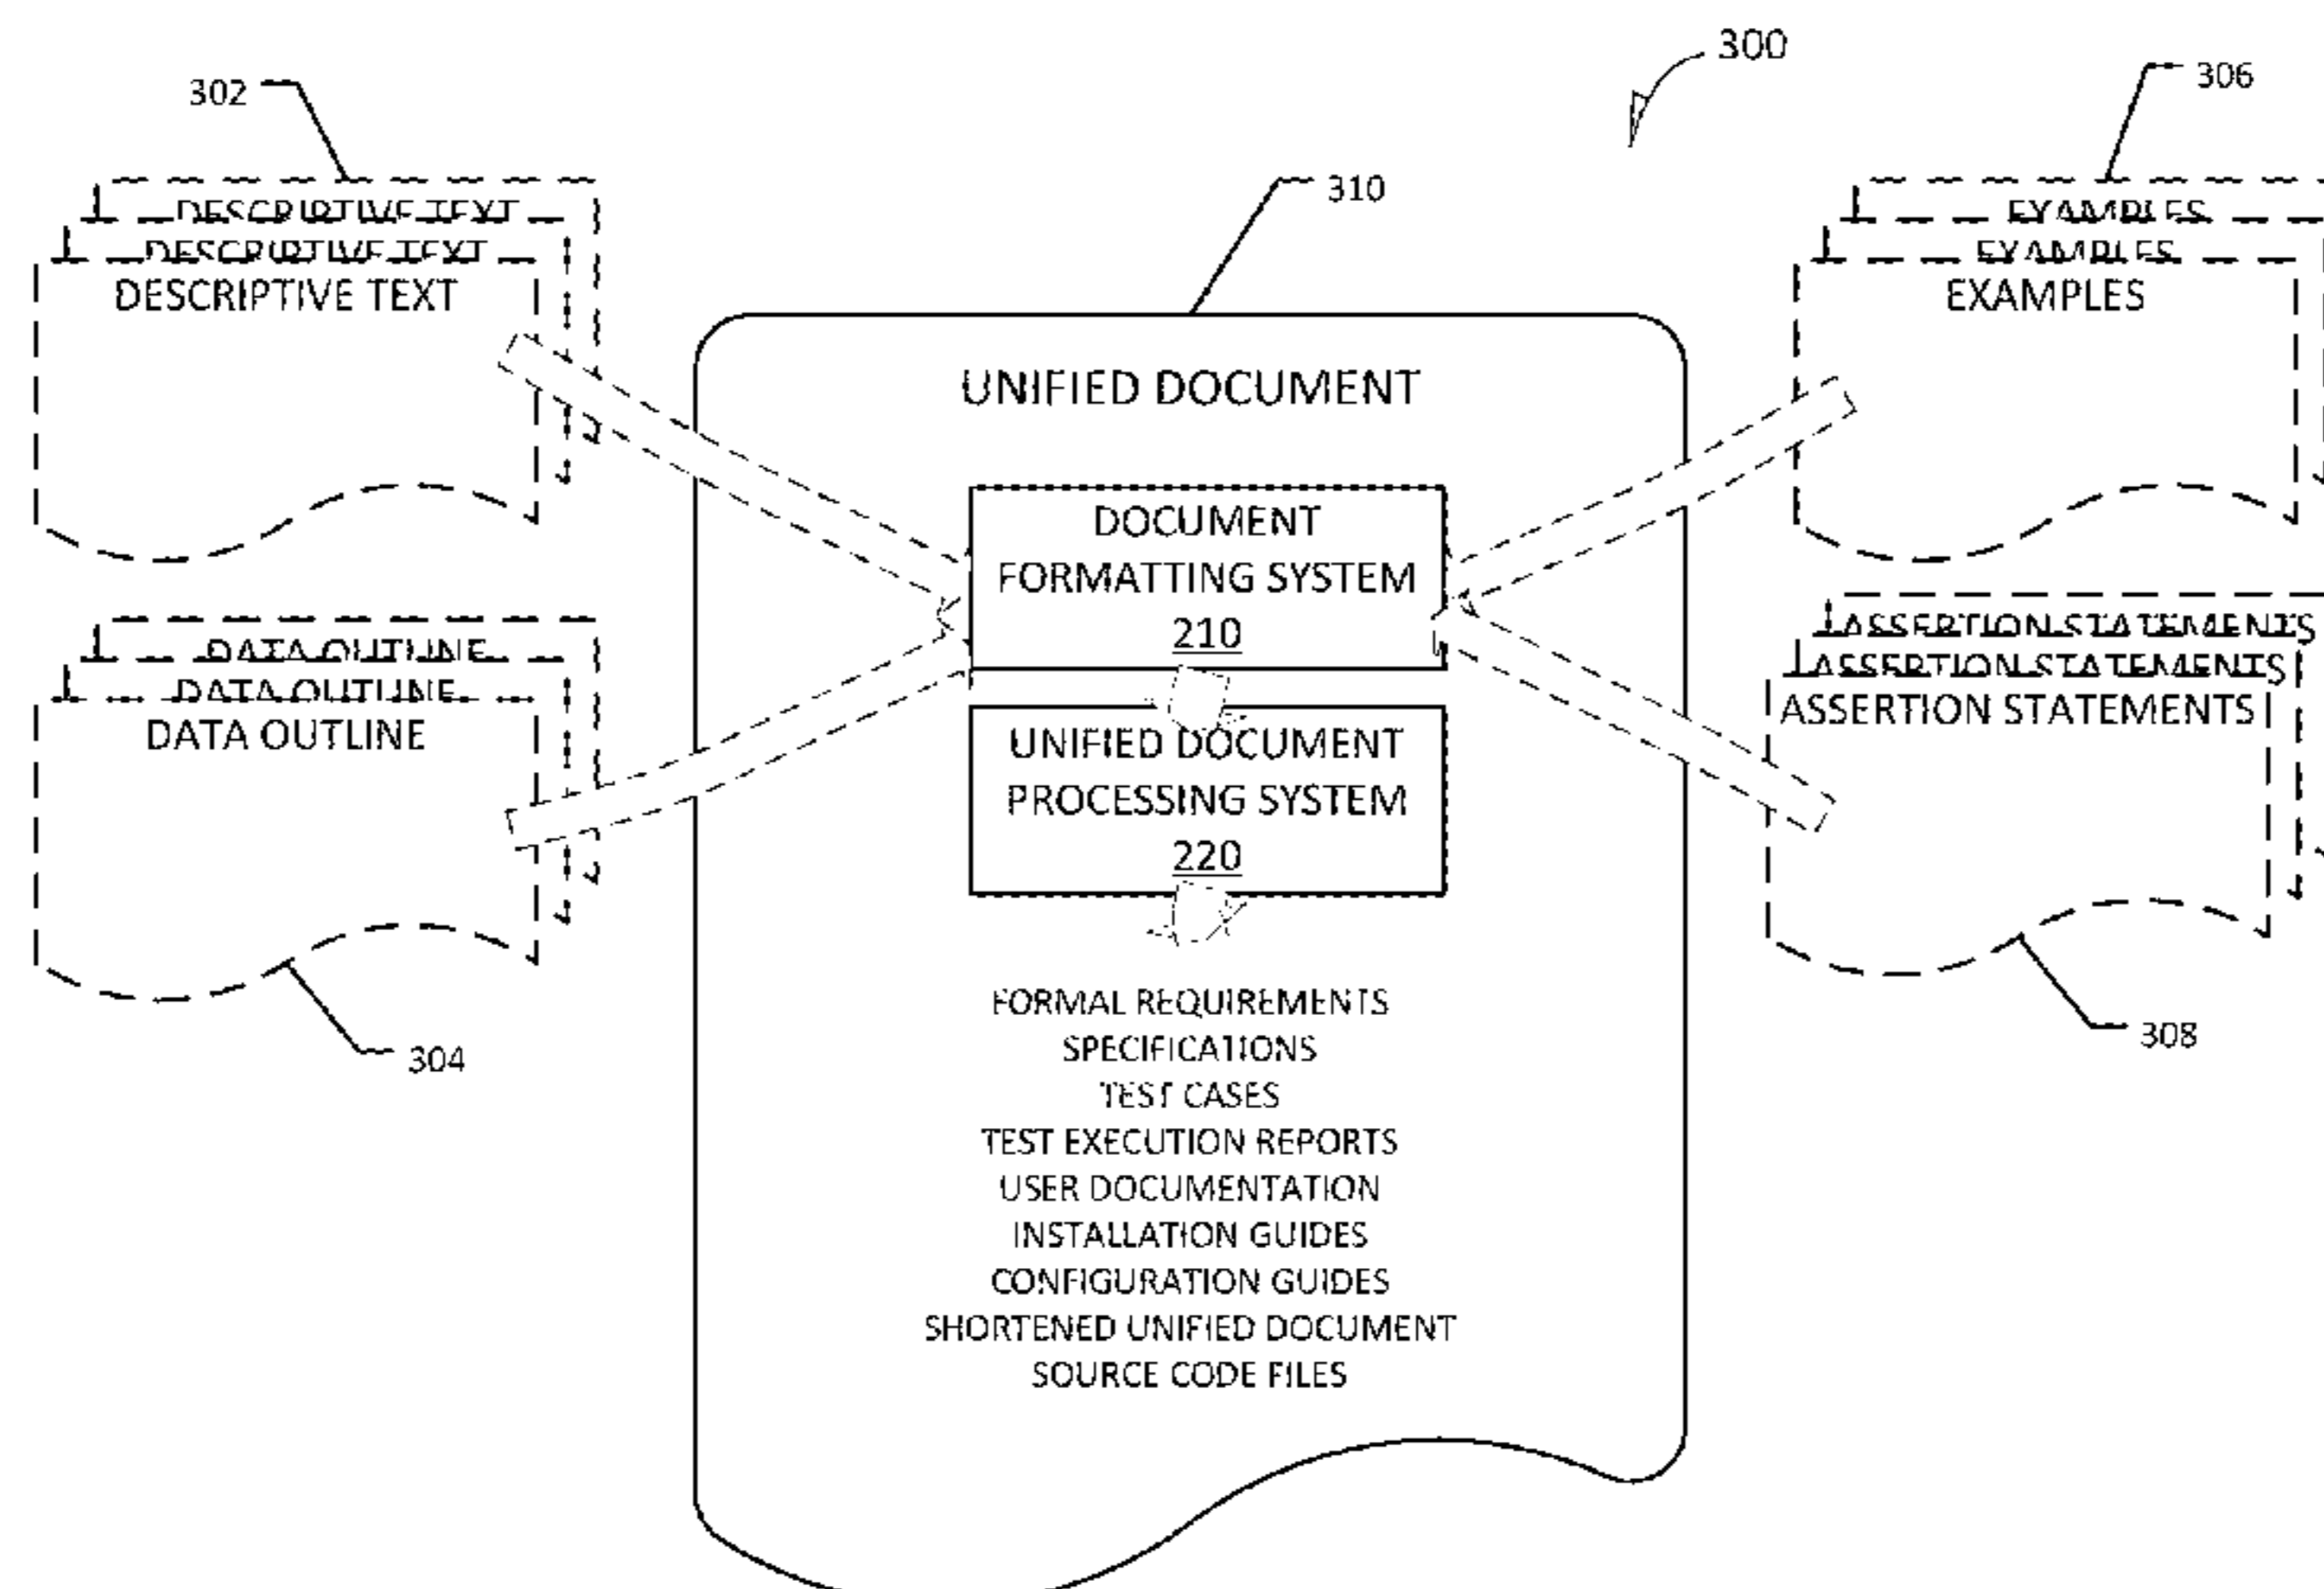 300
302
306
310
DESCRIPTIVE TEXT
DESCRIPTIVE TEXT
DESCRIPTIVE TEXT
EXAMPLES
EXAMPLES
EXAMPLES
UNIFIED DOCUMENT
DOCUMENT
FORMATTING SYSTEM
210
DATA OUTLINE
DATA OUTLINE
DATA OUTLINE
ASSERTION STATEMENTS
ASSERTION STATEMENTS
ASSERTION STATEMENTS
UNIFIED DOCUMENT
PROCESSING SYSTEM
220
304
308
FORMAL REQUIREMENTS
SPECIFICATIONS
TEST CASES
TEST EXECUTION REPORTS
USER DOCUMENTATION
INSTALLATION GUIDES
CONFIGURATION GUIDES
SHORTENED UNIFIED DOCUMENT
SOURCE CODE FILES